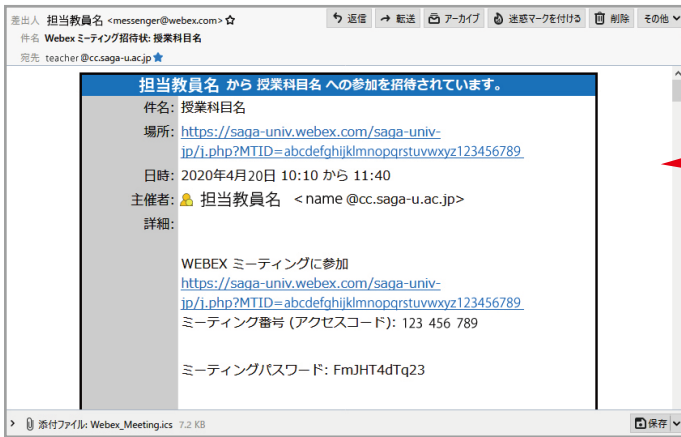 差出人 担当教員名 <messenger@webex.com> 返信 転送 アーカイブ 迷惑マークを付ける 削除 その他
件名 Webex ミーティング招待状: 授業科目名
宛先 teacher @cc.saga-u.ac.jp
担当教員名 から 授業科目名 への参加を招待されています。
件名: 授業科目名
場所: https://saga-univ.webex.com/saga-univ-
jp/j.php?MTID=abcdefghijklmnopqrstuvwxyz123456789
日時: 2020年4月20日 10:10 から 11:40
主催者: 担当教員名 <name @cc.saga-u.ac.jp>
詳細:
WEBEX ミーティングに参加
https://saga-univ.webex.com/saga-univ-
jp/j.php?MTID=abcdefghijklmnopqrstuvwxyz123456789
ミーティング番号 (アクセスコード): 123 456 789
ミーティングパスワード: FmJHT4dTq23
添付ファイル: Webex_Meeting.ics 7.2 KB 保存